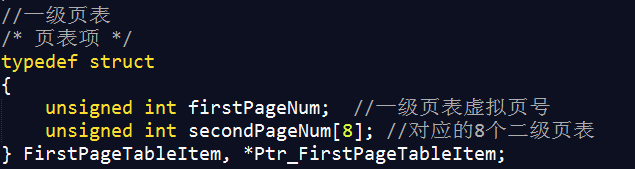 //一级页表
/* 页表项 */
typedef struct
{
    unsigned int firstPageNum;  //一级页表虚拟页号
    unsigned int secondPageNum[8]; //对应的8个二级页表
} FirstPageTableItem, *Ptr_FirstPageTableItem;